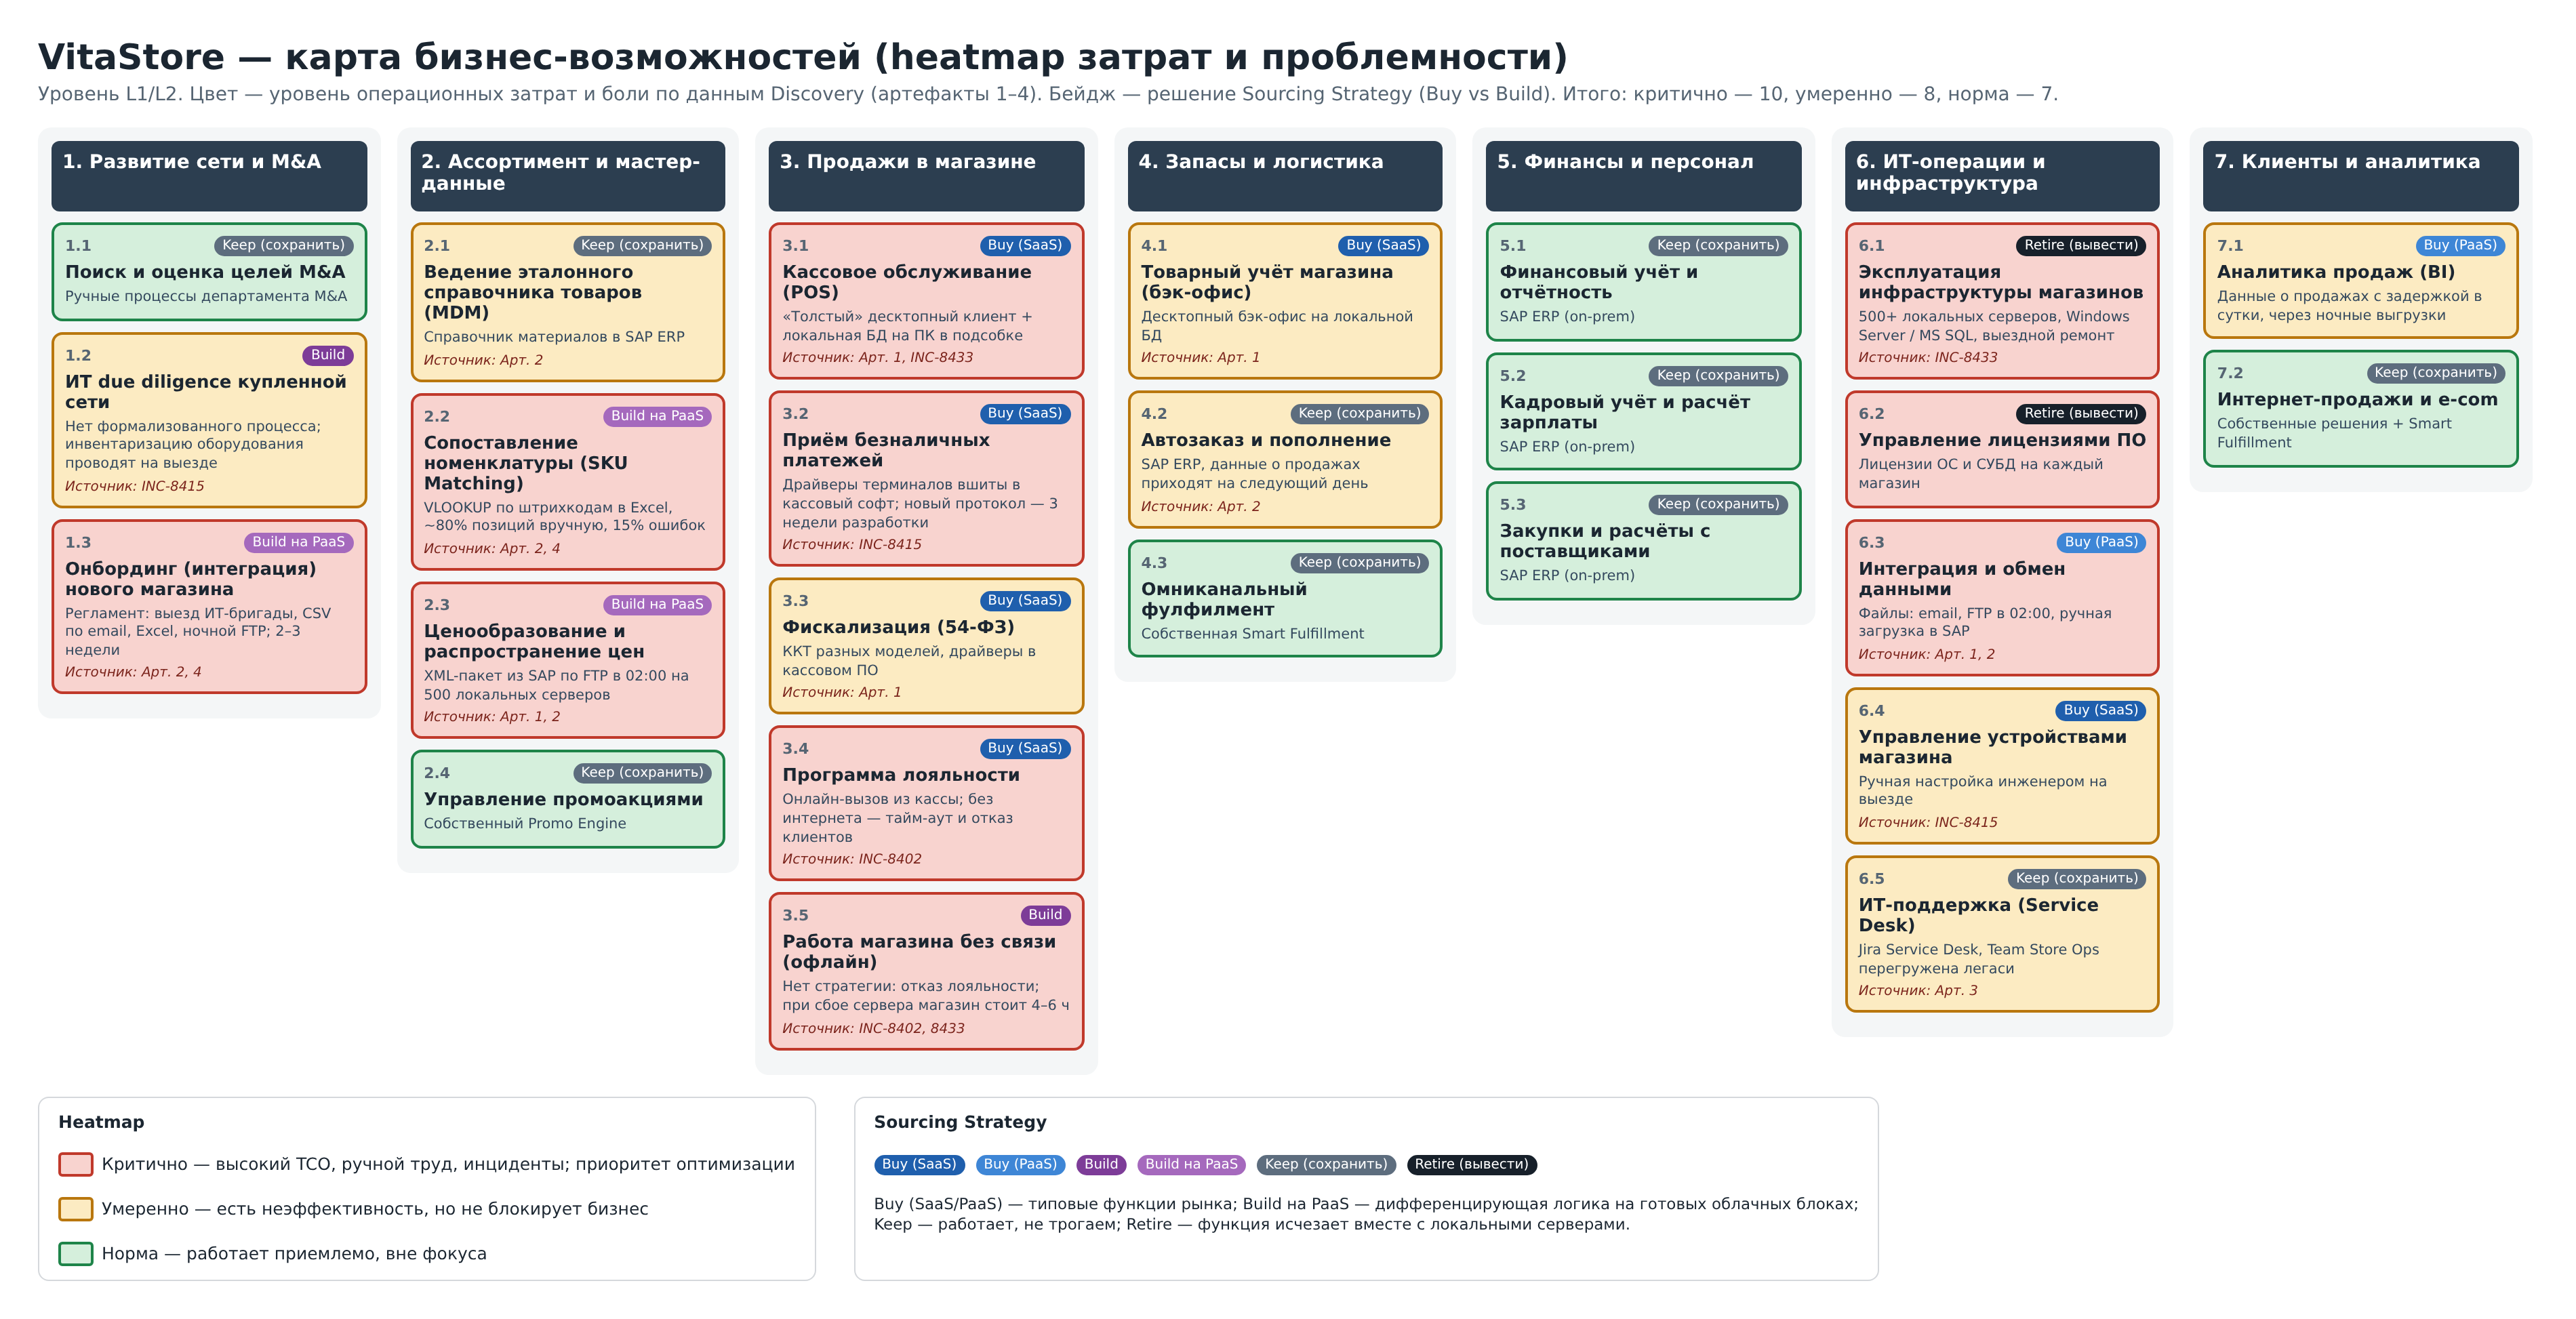 VitaStore — карта бизнес-возможностей (heatmap затрат и проблемности)
Уровень L1/L2. Цвет — уровень операционных затрат и боли по данным Discovery (артефакты 1–4). Бейдж — решение Sourcing Strategy (Buy vs Build). Итого: критично — 10, умеренно — 8, норма — 7.
1. Развитие сети и M&A
1.1
Keep (сохранить)
Поиск и оценка целей M&A
Ручные процессы департамента M&A
1.2
Build
ИТ due diligence купленной
сети
Нет формализованного процесса;
инвентаризацию оборудования
проводят на выезде
Источник: INC-8415
1.3
Build на PaaS
Онбординг (интеграция)
нового магазина
Регламент: выезд ИТ-бригады, CSV
по email, Excel, ночной FTP; 2–3
недели
Источник: Арт. 2, 4
2. Ассортимент и мастер-
данные
2.1
Keep (сохранить)
Ведение эталонного
справочника товаров
(MDM)
Справочник материалов в SAP ERP
Источник: Арт. 2
2.2
Build на PaaS
Сопоставление
номенклатуры (SKU
Matching)
VLOOKUP по штрихкодам в Excel,
~80% позиций вручную, 15% ошибок
Источник: Арт. 2, 4
2.3
Build на PaaS
Ценообразование и
распространение цен
XML-пакет из SAP по FTP в 02:00 на
500 локальных серверов
Источник: Арт. 1, 2
2.4
Keep (сохранить)
Управление промоакциями
Собственный Promo Engine
3. Продажи в магазине
3.1
Buy (SaaS)
Кассовое обслуживание
(POS)
«Толстый» десктопный клиент +
локальная БД на ПК в подсобке
Источник: Арт. 1, INC-8433
3.2
Buy (SaaS)
Приём безналичных
платежей
Драйверы терминалов вшиты в
кассовый софт; новый протокол — 3
недели разработки
Источник: INC-8415
3.3
Buy (SaaS)
Фискализация (54-ФЗ)
ККТ разных моделей, драйверы в
кассовом ПО
Источник: Арт. 1
3.4
Buy (SaaS)
Программа лояльности
Онлайн-вызов из кассы; без
интернета — тайм-аут и отказ
клиентов
Источник: INC-8402
3.5
Build
Работа магазина без связи
(офлайн)
Нет стратегии: отказ лояльности;
при сбое сервера магазин стоит 4–6 ч
Источник: INC-8402, 8433
4. Запасы и логистика
4.1
Buy (SaaS)
Товарный учёт магазина
(бэк-офис)
Десктопный бэк-офис на локальной
БД
Источник: Арт. 1
4.2
Keep (сохранить)
Автозаказ и пополнение
SAP ERP, данные о продажах
приходят на следующий день
Источник: Арт. 2
4.3
Keep (сохранить)
Омниканальный
фулфилмент
Собственная Smart Fulfillment
5. Финансы и персонал
5.1
Keep (сохранить)
Финансовый учёт и
отчётность
SAP ERP (on-prem)
5.2
Keep (сохранить)
Кадровый учёт и расчёт
зарплаты
SAP ERP (on-prem)
5.3
Keep (сохранить)
Закупки и расчёты с
поставщиками
SAP ERP (on-prem)
6. ИТ-операции и
инфраструктура
6.1
Retire (вывести)
Эксплуатация
инфраструктуры магазинов
500+ локальных серверов, Windows
Server / MS SQL, выездной ремонт
Источник: INC-8433
6.2
Retire (вывести)
Управление лицензиями ПО
Лицензии ОС и СУБД на каждый
магазин
6.3
Buy (PaaS)
Интеграция и обмен
данными
Файлы: email, FTP в 02:00, ручная
загрузка в SAP
Источник: Арт. 1, 2
6.4
Buy (SaaS)
Управление устройствами
магазина
Ручная настройка инженером на
выезде
Источник: INC-8415
6.5
Keep (сохранить)
ИТ-поддержка (Service
Desk)
Jira Service Desk, Team Store Ops
перегружена легаси
Источник: Арт. 3
7. Клиенты и аналитика
7.1
Buy (PaaS)
Аналитика продаж (BI)
Данные о продажах с задержкой в
сутки, через ночные выгрузки
7.2
Keep (сохранить)
Интернет-продажи и e-com
Собственные решения + Smart
Fulfillment
Heatmap
Критично — высокий TCO, ручной труд, инциденты; приоритет оптимизации
Умеренно — есть неэффективность, но не блокирует бизнес
Норма — работает приемлемо, вне фокуса
Sourcing Strategy
Buy (SaaS) Buy (PaaS) Build Build на PaaS Keep (сохранить) Retire (вывести)
Buy (SaaS/PaaS) — типовые функции рынка; Build на PaaS — дифференцирующая логика на готовых облачных блоках;
Keep — работает, не трогаем; Retire — функция исчезает вместе с локальными серверами.